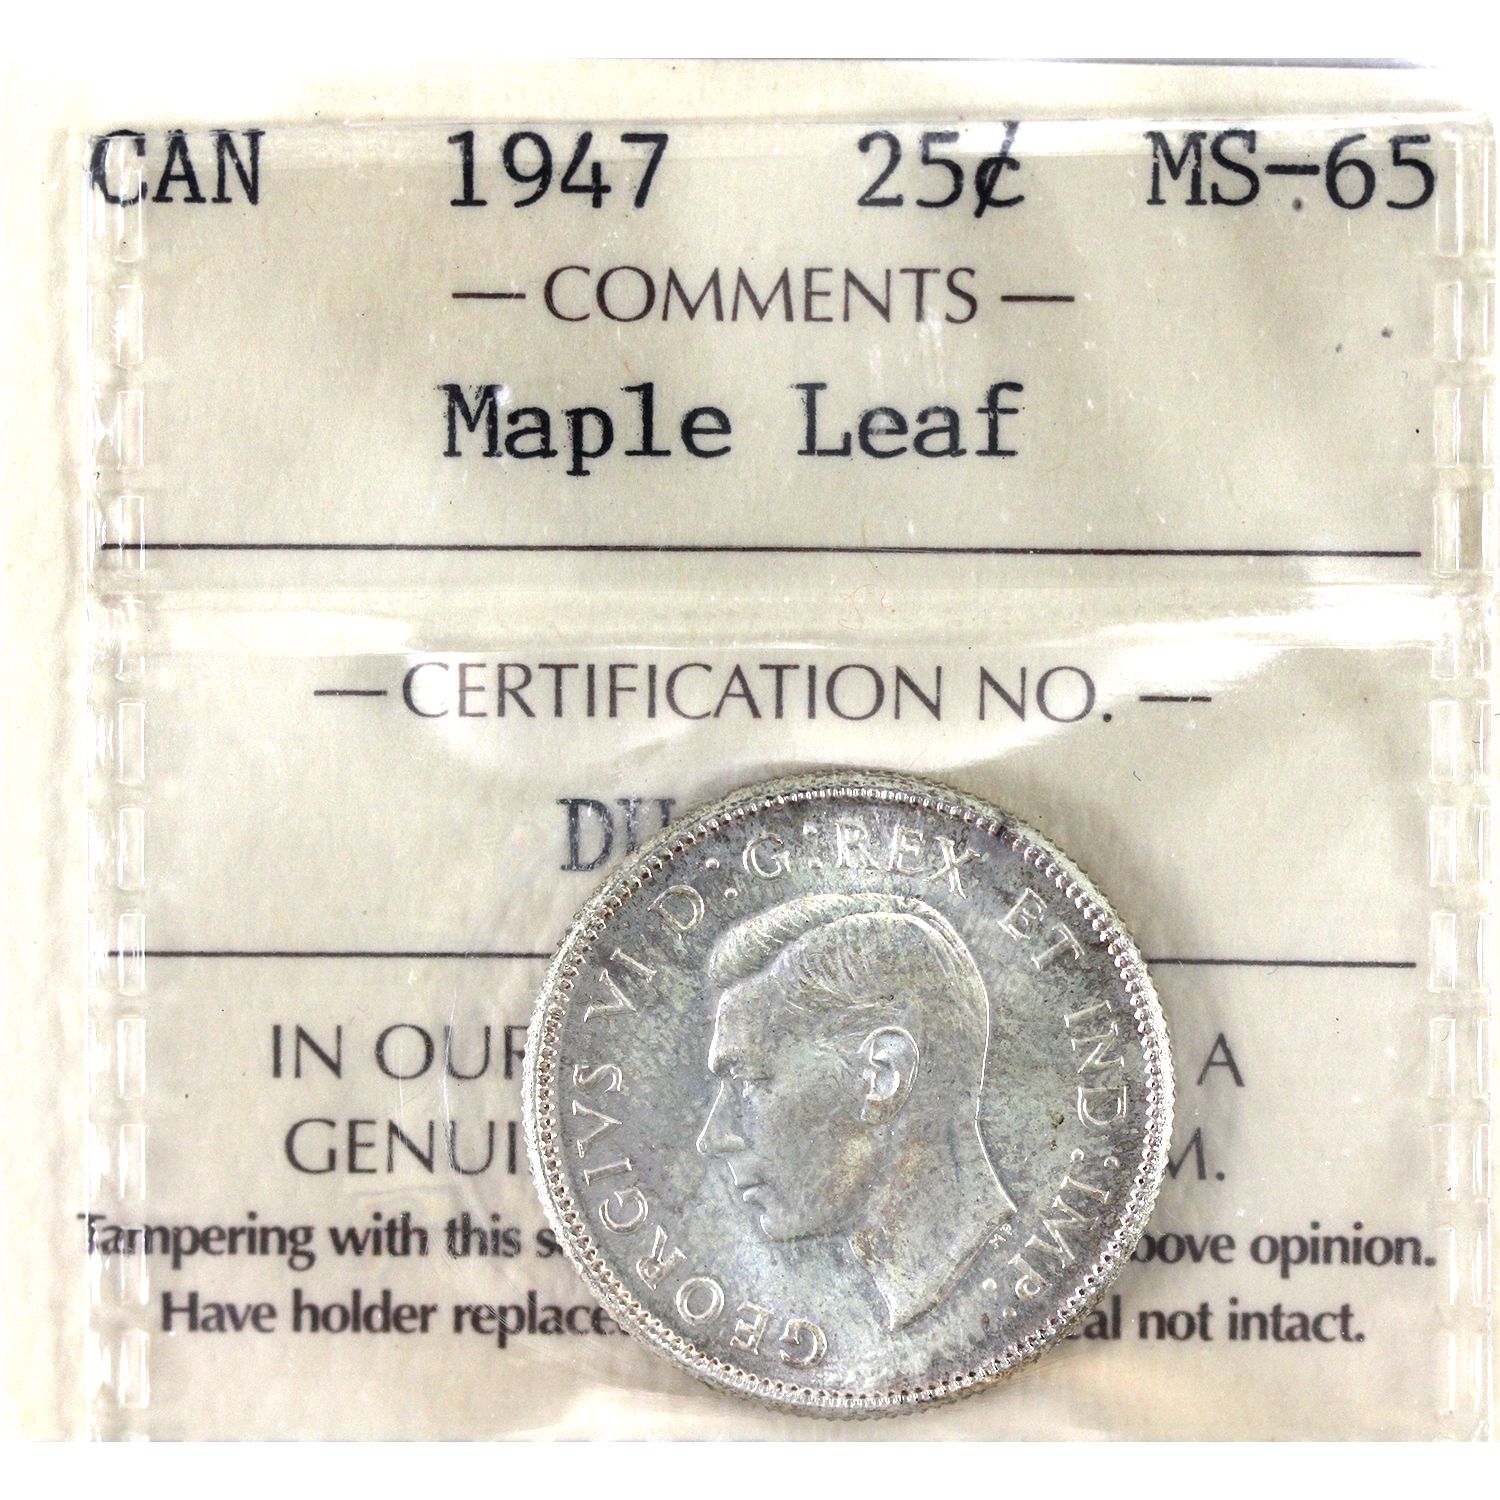 CAN 1947 25¢ MS-65
— COMMENTS —
Maple Leaf
— CERTIFICATION NO. —
IN OUR A
GENUI M.
Tampering with this s bove opinion.
Have holder replace al not intact.
GEORGIVS VI D:G:REX ET IND:IMP: